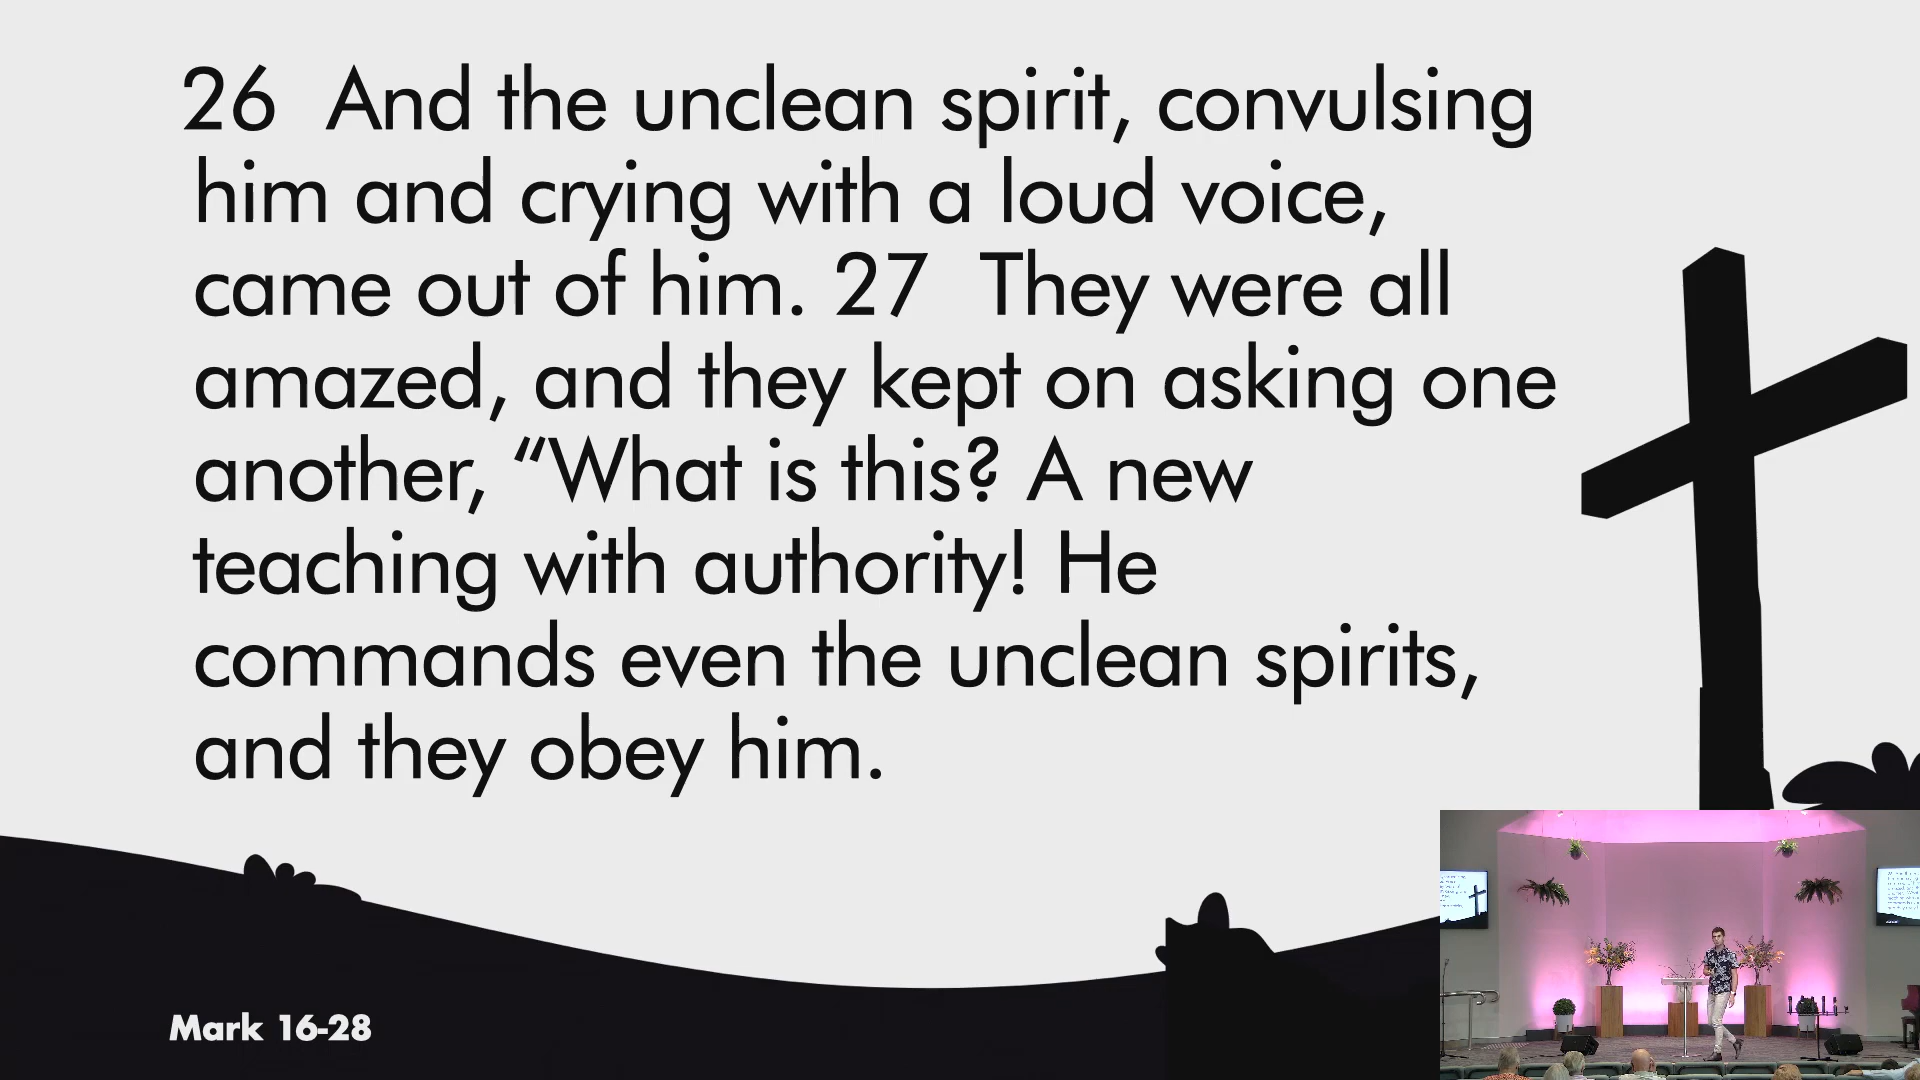 26 And the unclean spirit, convulsing
him and crying with a loud voice,
came out of him. 27 They were all
amazed, and they kept on asking one
another, “What is this? A new
teaching with authority! He
commands even the unclean spirits,
and they obey him.
Mark 16-28